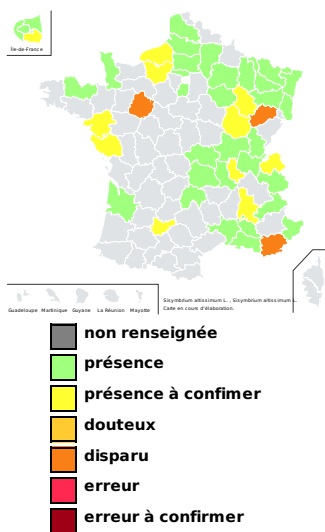 Île-de-France
Guadeloupe Martinique Guyane La Réunion Mayotte
Sisymbrium altissimum L. , Sisymbrium altissimum L.
Carte en cours d'élaboration.
non renseignée
présence
présence à confimer
douteux
disparu
erreur
erreur à confirmer